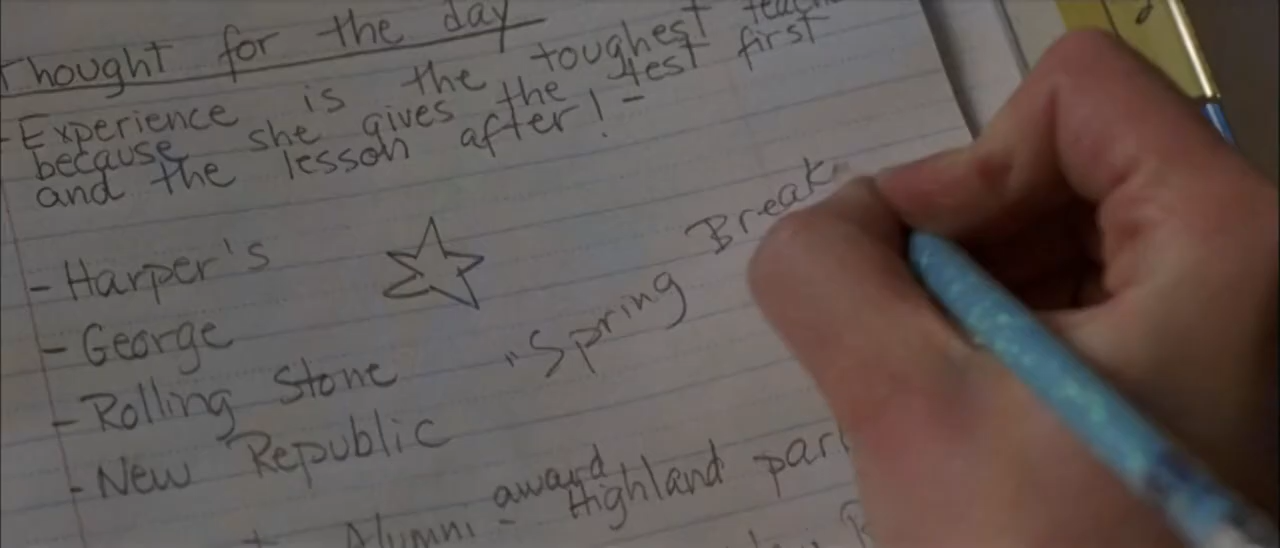 Thought for the day
- Experience is the toughest
because she gives the test first
and the lesson after! -
- Harper's
- George
- Rolling Stone
- New Republic
"Spring Break
Alumni award - Highland